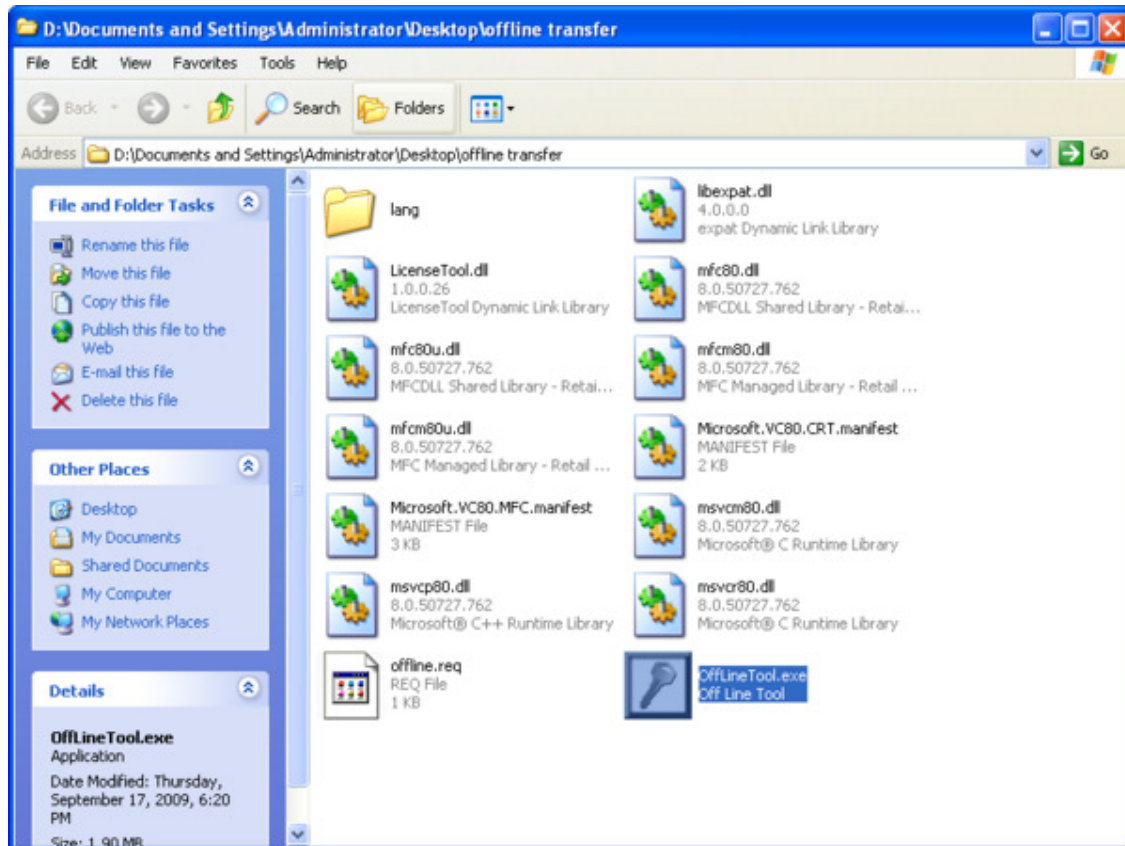 D:\Documents and Settings\Administrator\Desktop\offline transfer
File Edit View Favorites Tools Help
Back Search Folders
Address D:\Documents and Settings\Administrator\Desktop\offline transfer Go
File and Folder Tasks
Rename this file
Move this file
Copy this file
Publish this file to the
Web
E-mail this file
Delete this file
Other Places
Desktop
My Documents
Shared Documents
My Computer
My Network Places
Details
OffLineTool.exe
Application
Date Modified: Thursday,
September 17, 2009, 6:20
PM
Size: 1.90 MB
lang
libexpat.dll
4.0.0.0
expat Dynamic Link Library
LicenseTool.dll
1.0.0.26
LicenseTool Dynamic Link Library
mfc80.dll
8.0.50727.762
MFCDLL Shared Library - Retai...
mfc80u.dll
8.0.50727.762
MFCDLL Shared Library - Retai...
mfcm80.dll
8.0.50727.762
MFC Managed Library - Retail ...
mfcm80u.dll
8.0.50727.762
MFC Managed Library - Retail ...
Microsoft.VC80.CRT.manifest
MANIFEST File
2 KB
Microsoft.VC80.MFC.manifest
MANIFEST File
3 KB
msvcm80.dll
8.0.50727.762
Microsoft® C Runtime Library
msvcp80.dll
8.0.50727.762
Microsoft® C++ Runtime Library
msvcr80.dll
8.0.50727.762
Microsoft® C Runtime Library
offline.req
REQ File
1 KB
OffLineTool.exe
Off Line Tool